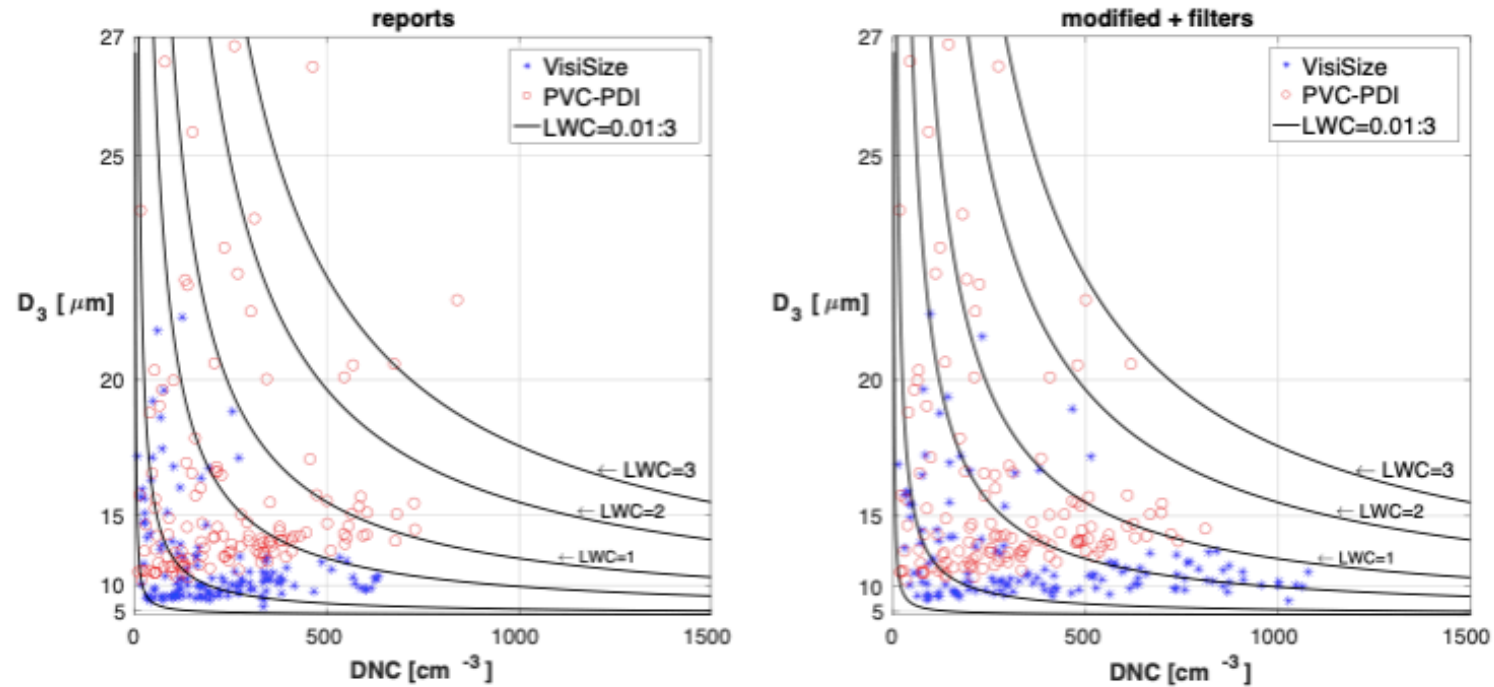 reports
27
25
20
15
10
5
D3 [ μm]
VisiSize
PVC-PDI
LWC=0.01:3
← LWC=3
← LWC=2
← LWC=1
0 500 1000 1500
DNC [cm -3]
modified + filters
27
25
20
15
10
5
D3 [ μm]
VisiSize
PVC-PDI
LWC=0.01:3
← LWC=3
← LWC=2
← LWC=1
0 500 1000 1500
DNC [cm -3]